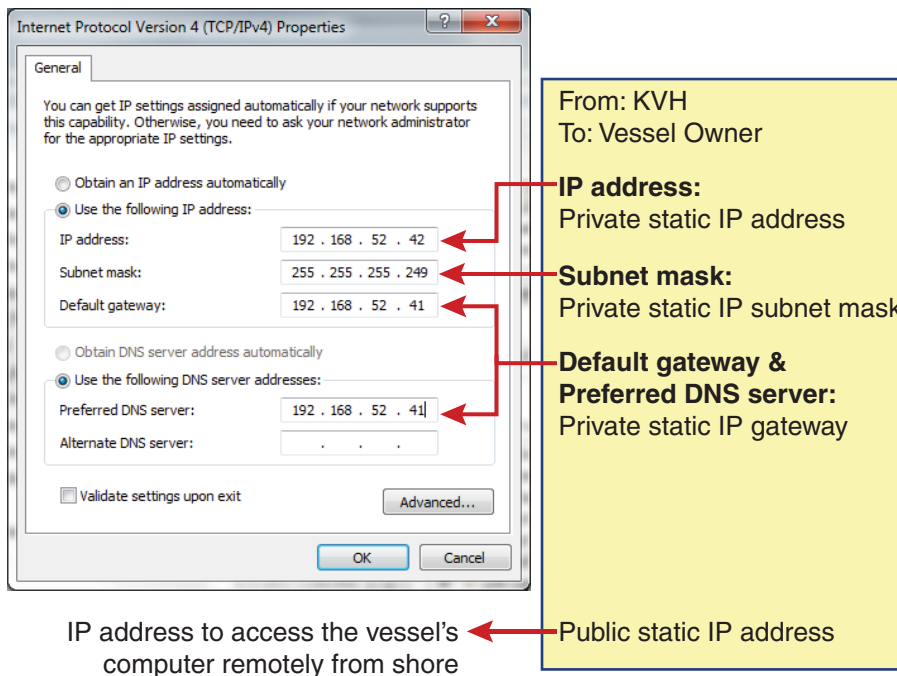 Internet Protocol Version 4 (TCP/IPv4) Properties
General
You can get IP settings assigned automatically if your network supports
this capability. Otherwise, you need to ask your network administrator
for the appropriate IP settings.
Obtain an IP address automatically
Use the following IP address:
IP address: 192 . 168 . 52 . 42
Subnet mask: 255 . 255 . 255 . 249
Default gateway: 192 . 168 . 52 . 41
Obtain DNS server address automatically
Use the following DNS server addresses:
Preferred DNS server: 192 . 168 . 52 . 41
Alternate DNS server: . . .
Validate settings upon exit
Advanced...
OK Cancel
From: KVH
To: Vessel Owner
IP address:
Private static IP address
Subnet mask:
Private static IP subnet mask
Default gateway &
Preferred DNS server:
Private static IP gateway
IP address to access the vessel's
computer remotely from shore
Public static IP address